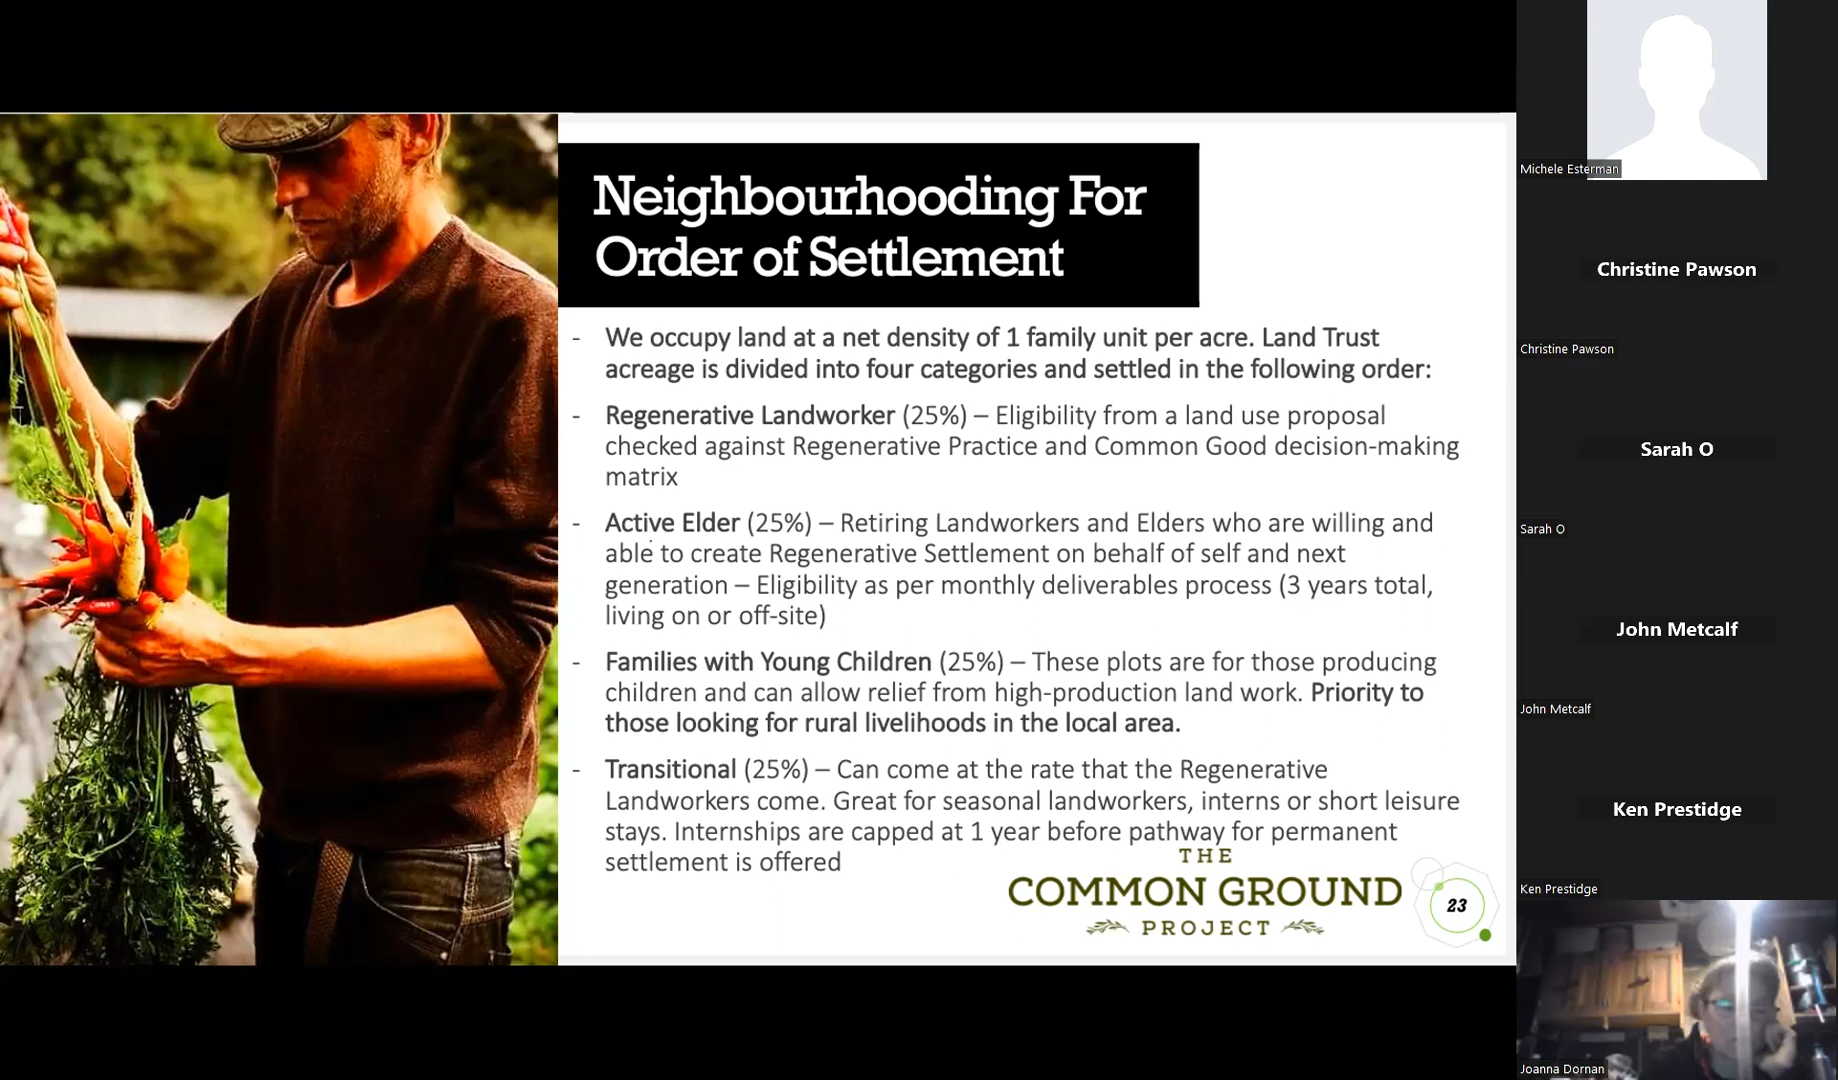 Neighbourhooding For
Order of Settlement
- We occupy land at a net density of 1 family unit per acre. Land Trust
acreage is divided into four categories and settled in the following order:
- Regenerative Landworker (25%) – Eligibility from a land use proposal
checked against Regenerative Practice and Common Good decision-making
matrix
- Active Elder (25%) – Retiring Landworkers and Elders who are willing and
able to create Regenerative Settlement on behalf of self and next
generation – Eligibility as per monthly deliverables process (3 years total,
living on or off-site)
- Families with Young Children (25%) – These plots are for those producing
children and can allow relief from high-production land work. Priority to
those looking for rural livelihoods in the local area.
- Transitional (25%) – Can come at the rate that the Regenerative
Landworkers come. Great for seasonal landworkers, interns or short leisure
stays. Internships are capped at 1 year before pathway for permanent
settlement is offered
THE
COMMON GROUND
PROJECT
23
Michele Esterman
Christine Pawson
Christine Pawson
Sarah O
Sarah O
John Metcalf
John Metcalf
Ken Prestidge
Ken Prestidge
Joanna Dornan